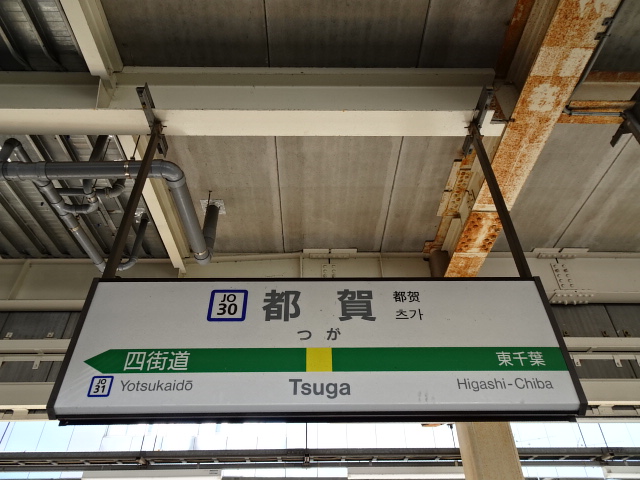 JO
30
都賀
都贺
츠가
つが
四街道
東千葉
JO
31
Yotsukaidō
Tsuga
Higashi-Chiba